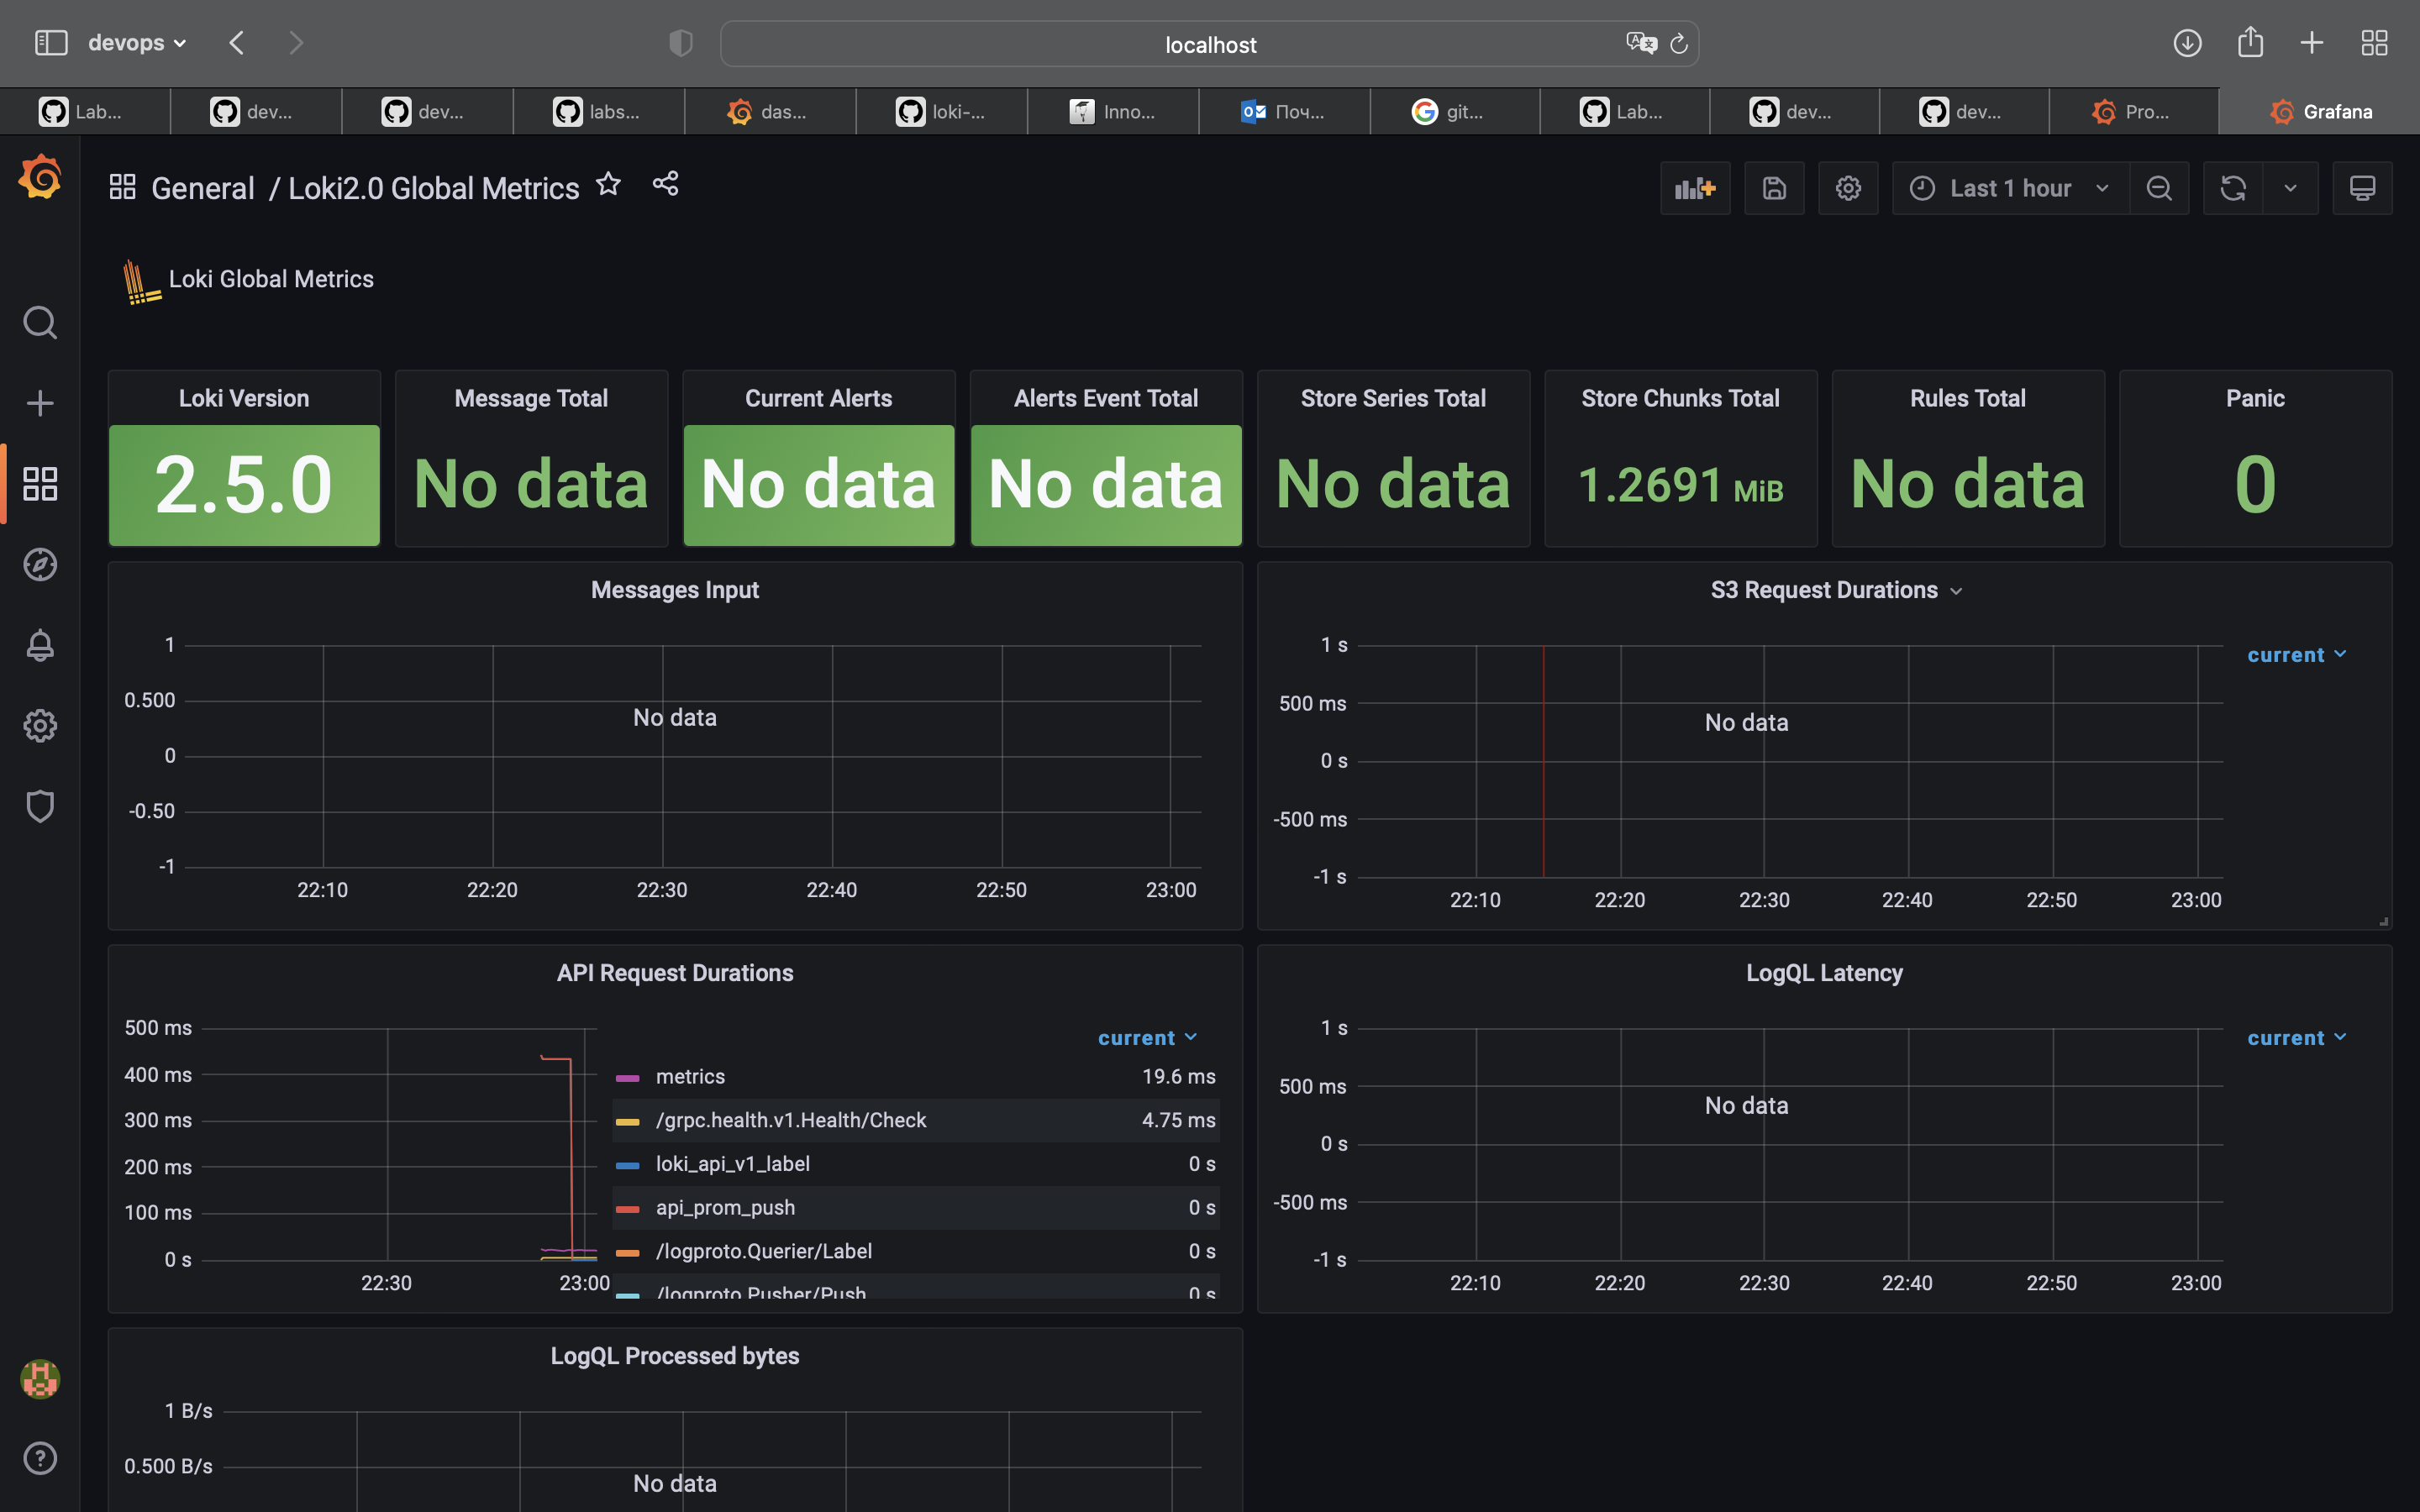 devops
localhost
Lab...
dev...
dev...
labs...
das...
loki-...
Inno...
Поч...
git...
Lab...
dev...
dev...
Pro...
Grafana
General / Loki2.0 Global Metrics
Last 1 hour
Loki Global Metrics
Loki Version
2.5.0
Message Total
No data
Current Alerts
No data
Alerts Event Total
No data
Store Series Total
No data
Store Chunks Total
1.2691 MiB
Rules Total
No data
Panic
0
Messages Input
1
0.500
0
-0.50
-1
No data
22:10 22:20 22:30 22:40 22:50 23:00
S3 Request Durations
1 s
500 ms
0 s
-500 ms
-1 s
No data
22:10 22:20 22:30 22:40 22:50 23:00
current
API Request Durations
500 ms
400 ms
300 ms
200 ms
100 ms
0 s
22:30 23:00
current
metrics 19.6 ms
/grpc.health.v1.Health/Check 4.75 ms
loki_api_v1_label 0 s
api_prom_push 0 s
/logproto.Querier/Label 0 s
/logproto.Pusher/Push 0 s
LogQL Latency
1 s
500 ms
0 s
-500 ms
-1 s
No data
22:10 22:20 22:30 22:40 22:50 23:00
current
LogQL Processed bytes
1 B/s
0.500 B/s
No data